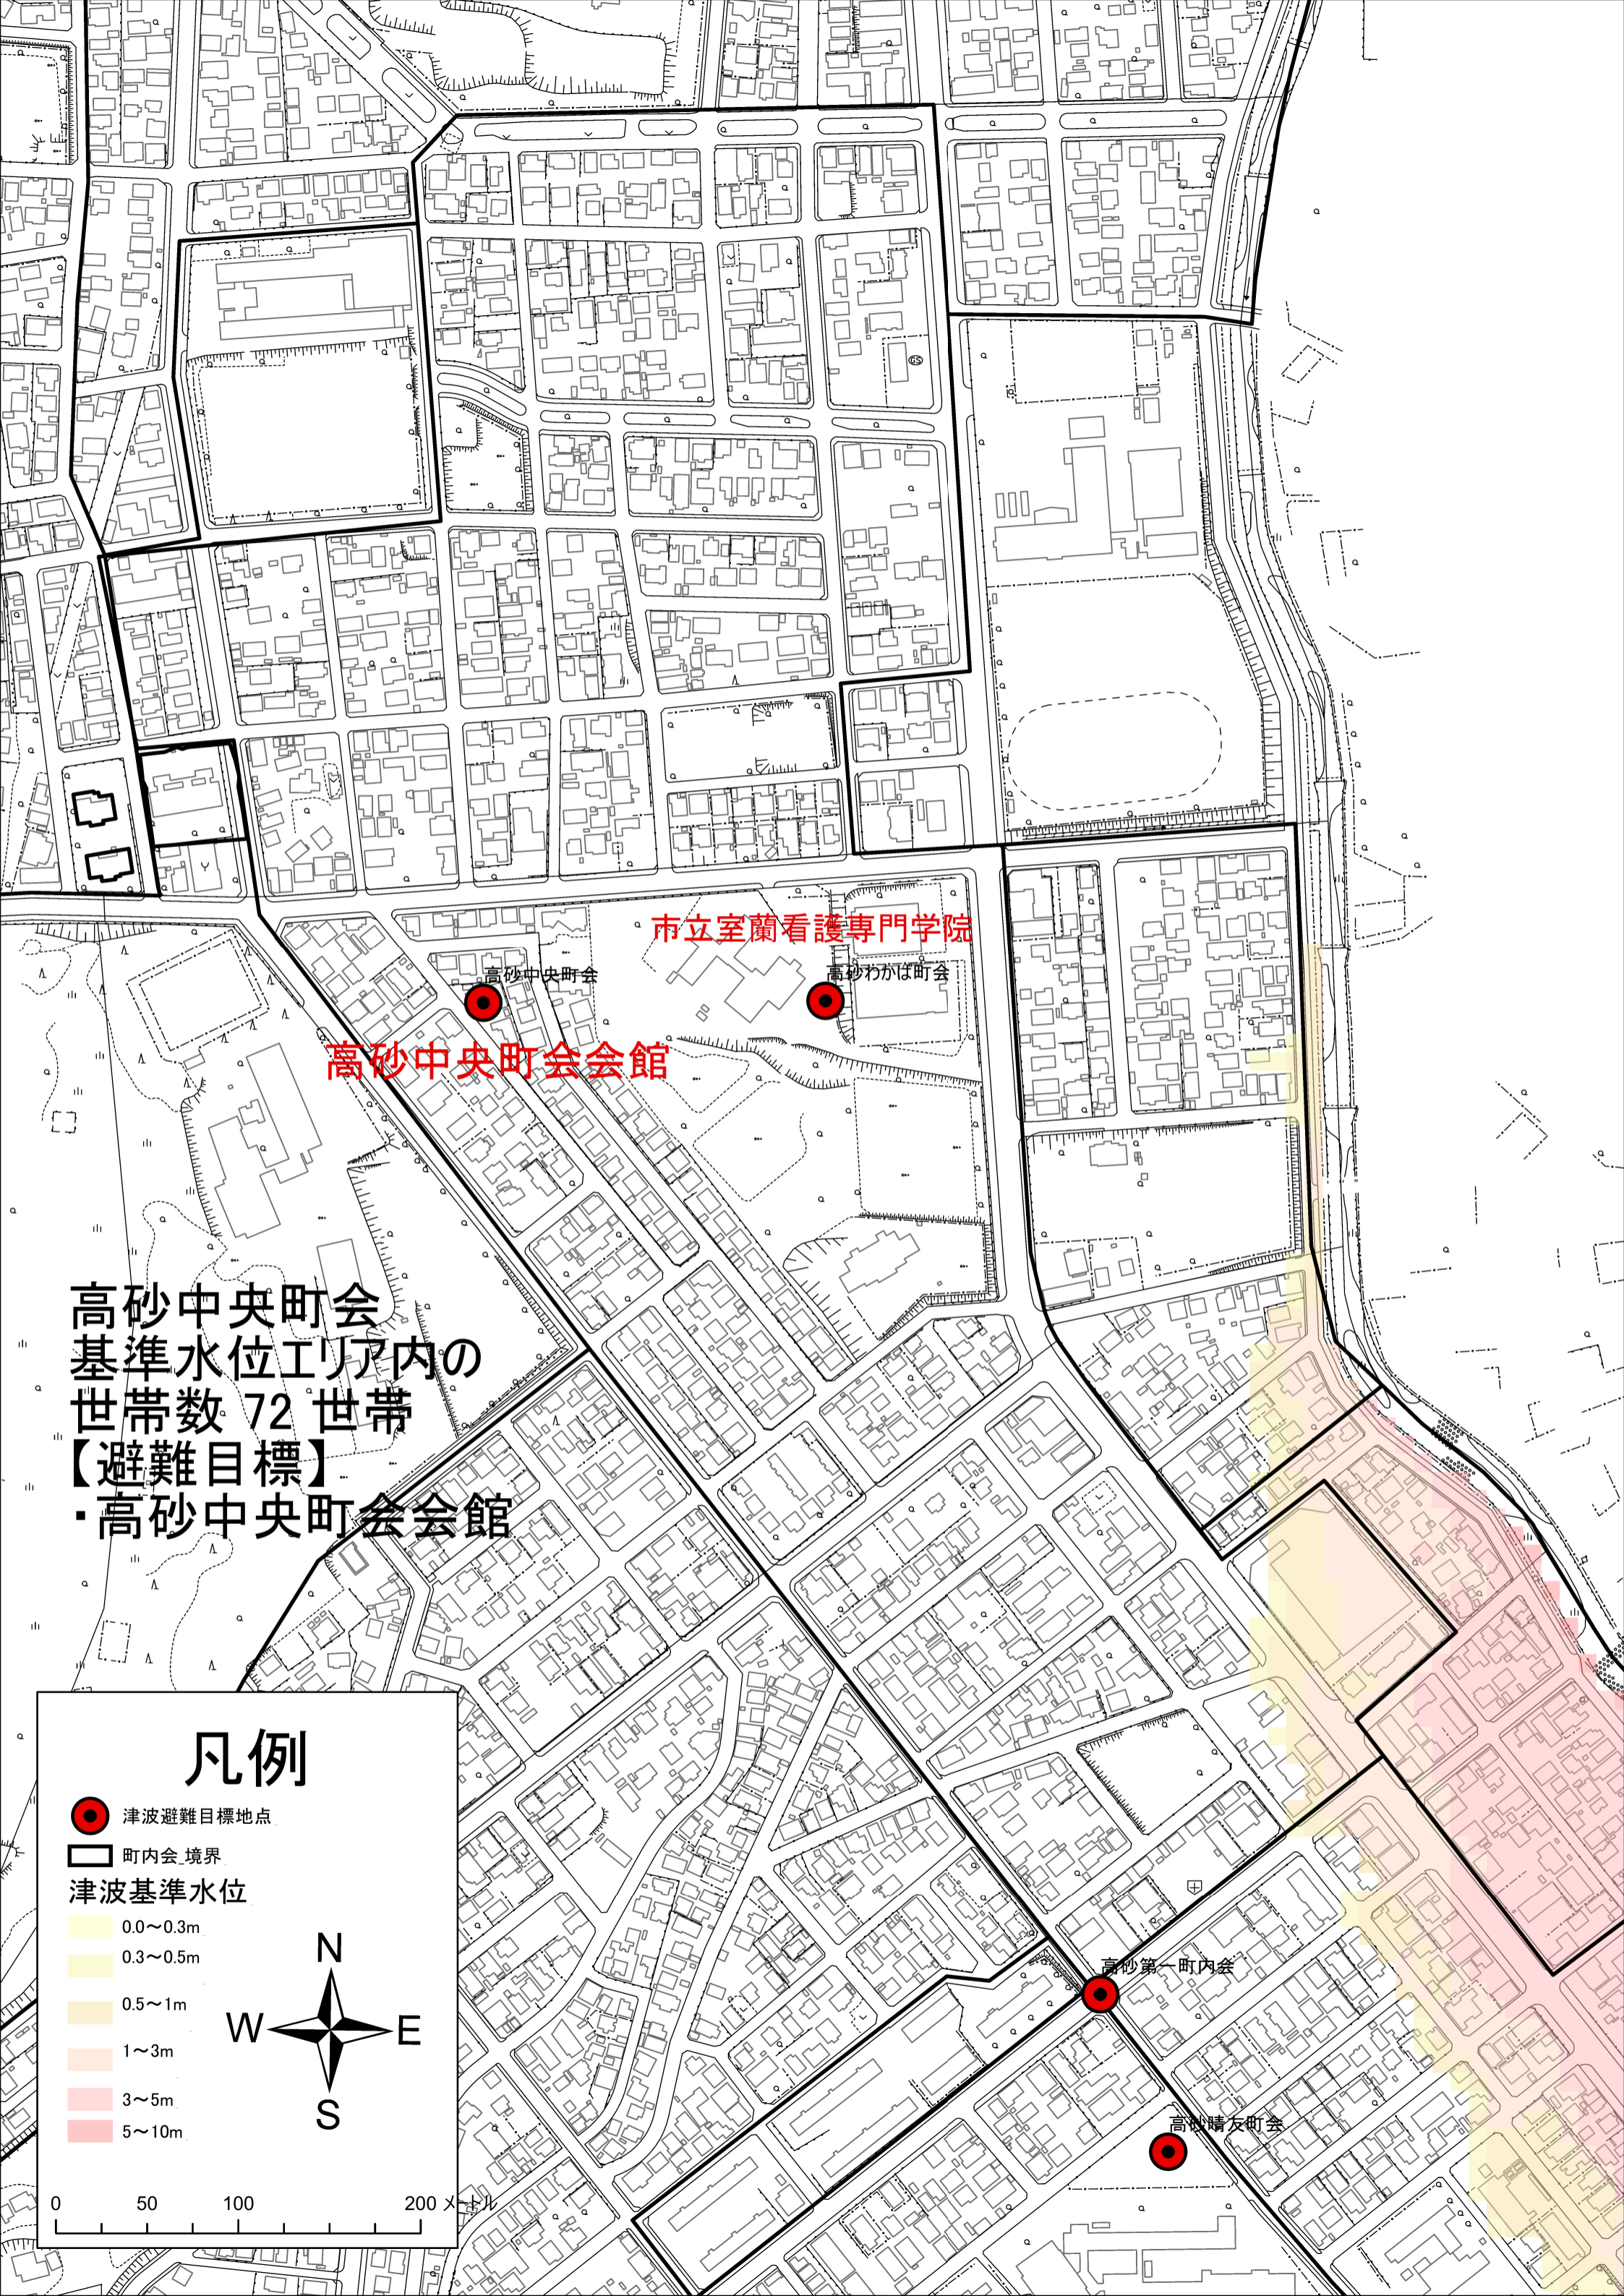 GS
市立室蘭看護専門学院
高砂中央町会
高砂わかば町会
高砂中央町会会館
高砂中央町会
基準水位エリア内の
世帯数 72 世帯
【避難目標】
・高砂中央町会会館
凡例
津波避難目標地点
町内会_境界
津波基準水位
0.0～0.3m
0.3～0.5m
0.5～1m
1～3m
3～5m
5～10m
N
W
E
S
0 50 100 200 メートル
高砂第一町内会
高砂晴友町会